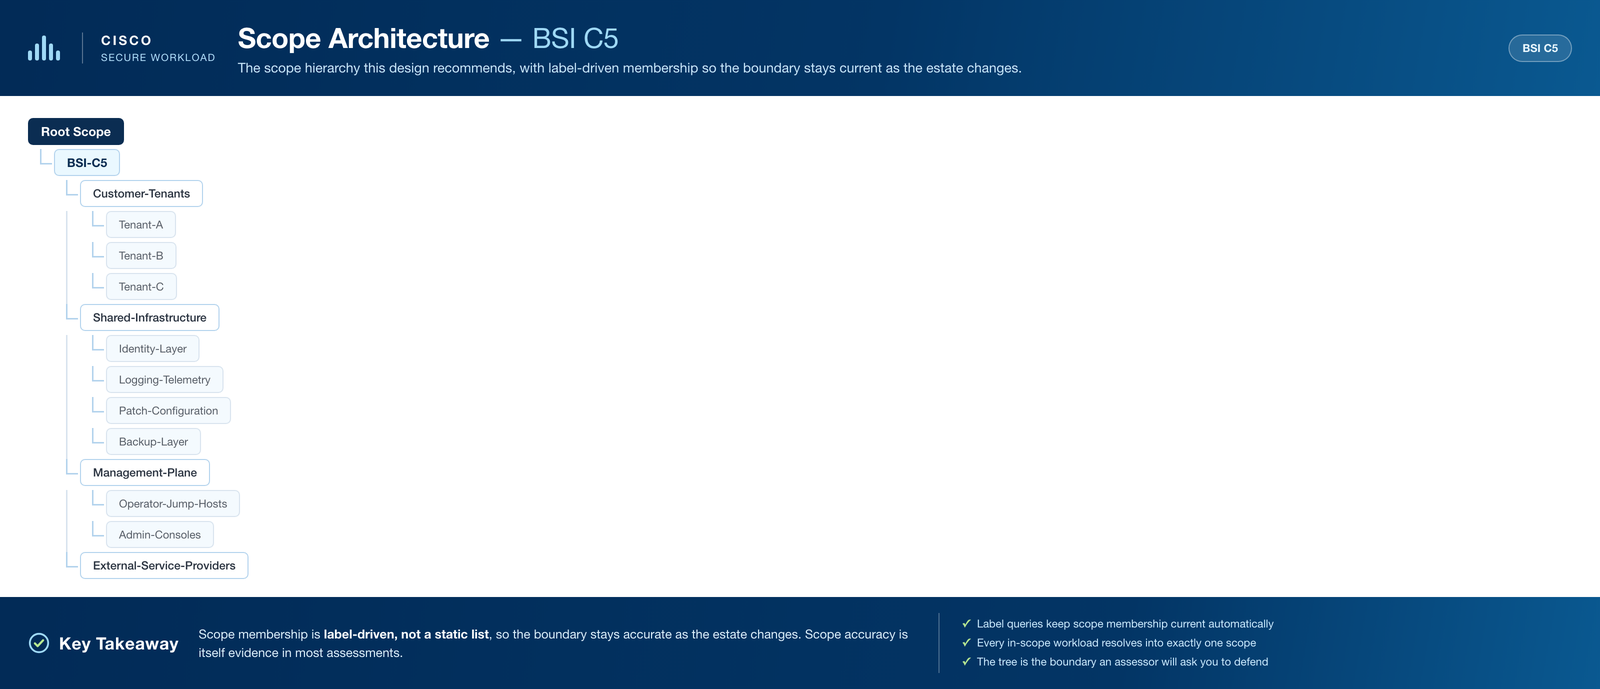 CISCO
SECURE WORKLOAD
Scope Architecture — BSI C5
The scope hierarchy this design recommends, with label-driven membership so the boundary stays current as the estate changes.
BSI C5
Root Scope
BSI-C5
Customer-Tenants
Tenant-A
Tenant-B
Tenant-C
Shared-Infrastructure
Identity-Layer
Logging-Telemetry
Patch-Configuration
Backup-Layer
Management-Plane
Operator-Jump-Hosts
Admin-Consoles
External-Service-Providers
Key Takeaway
Scope membership is label-driven, not a static list, so the boundary stays accurate as the estate changes. Scope accuracy is
itself evidence in most assessments.
✓ Label queries keep scope membership current automatically
✓ Every in-scope workload resolves into exactly one scope
✓ The tree is the boundary an assessor will ask you to defend